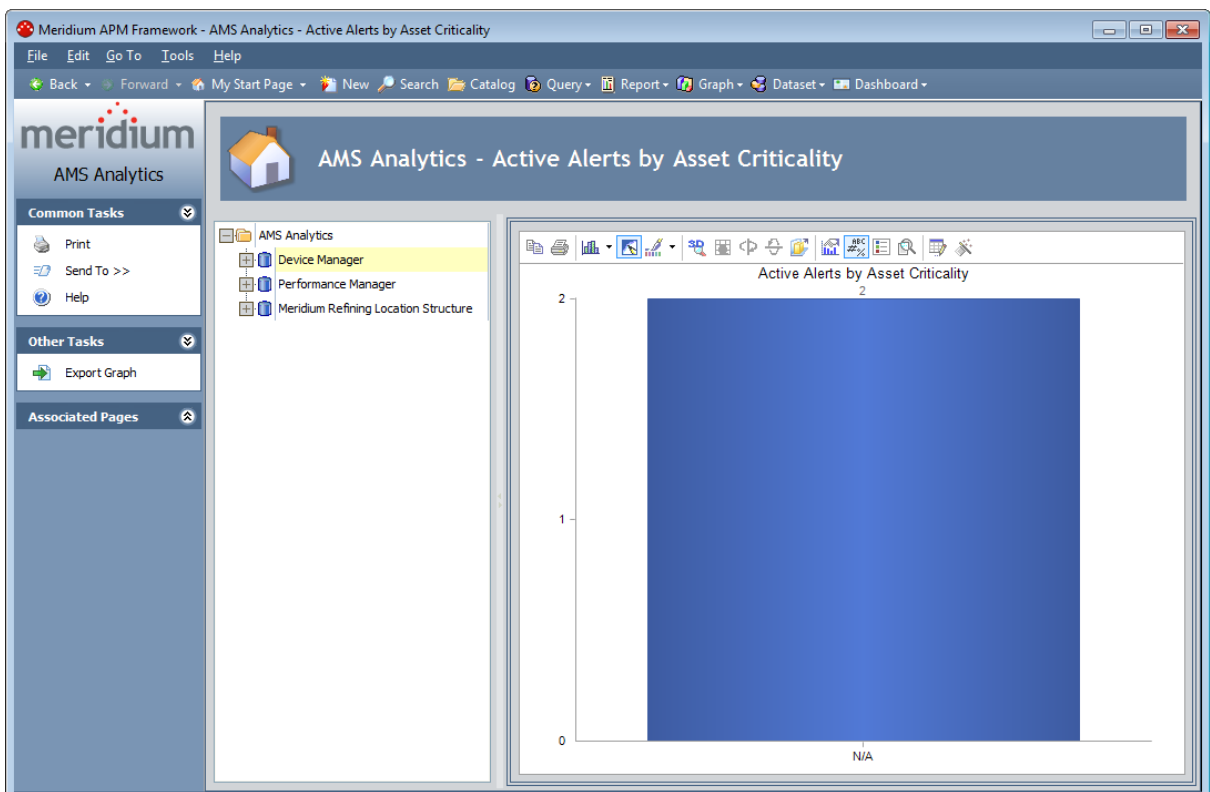 Meridium APM Framework - AMS Analytics - Active Alerts by Asset Criticality
File Edit Go To Tools Help
Back Forward My Start Page New Search Catalog Query Report Graph Dataset Dashboard
meridium
AMS Analytics
Common Tasks
Print
Send To >>
Help
Other Tasks
Export Graph
Associated Pages
AMS Analytics - Active Alerts by Asset Criticality
AMS Analytics
Device Manager
Performance Manager
Meridium Refining Location Structure
3D ABC #%
Active Alerts by Asset Criticality
2
2
1
0
N/A